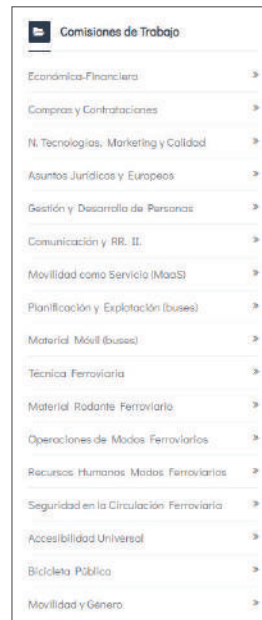 Comisiones de Trabajo
Económica-Financiera
Compras y Contrataciones
N. Tecnologías, Marketing y Calidad
Asuntos Jurídicos y Europeos
Gestión y Desarrollo de Personas
Comunicación y RR. II.
Movilidad como Servicio (MaaS)
Planificación y Explotación (buses)
Material Móvil (buses)
Técnica Ferroviaria
Material Rodante Ferroviario
Operaciones de Modos Ferroviarios
Recursos Humanos Modos Ferroviarios
Seguridad en la Circulación Ferroviaria
Accesibilidad Universal
Bicicleta Pública
Movilidad y Género